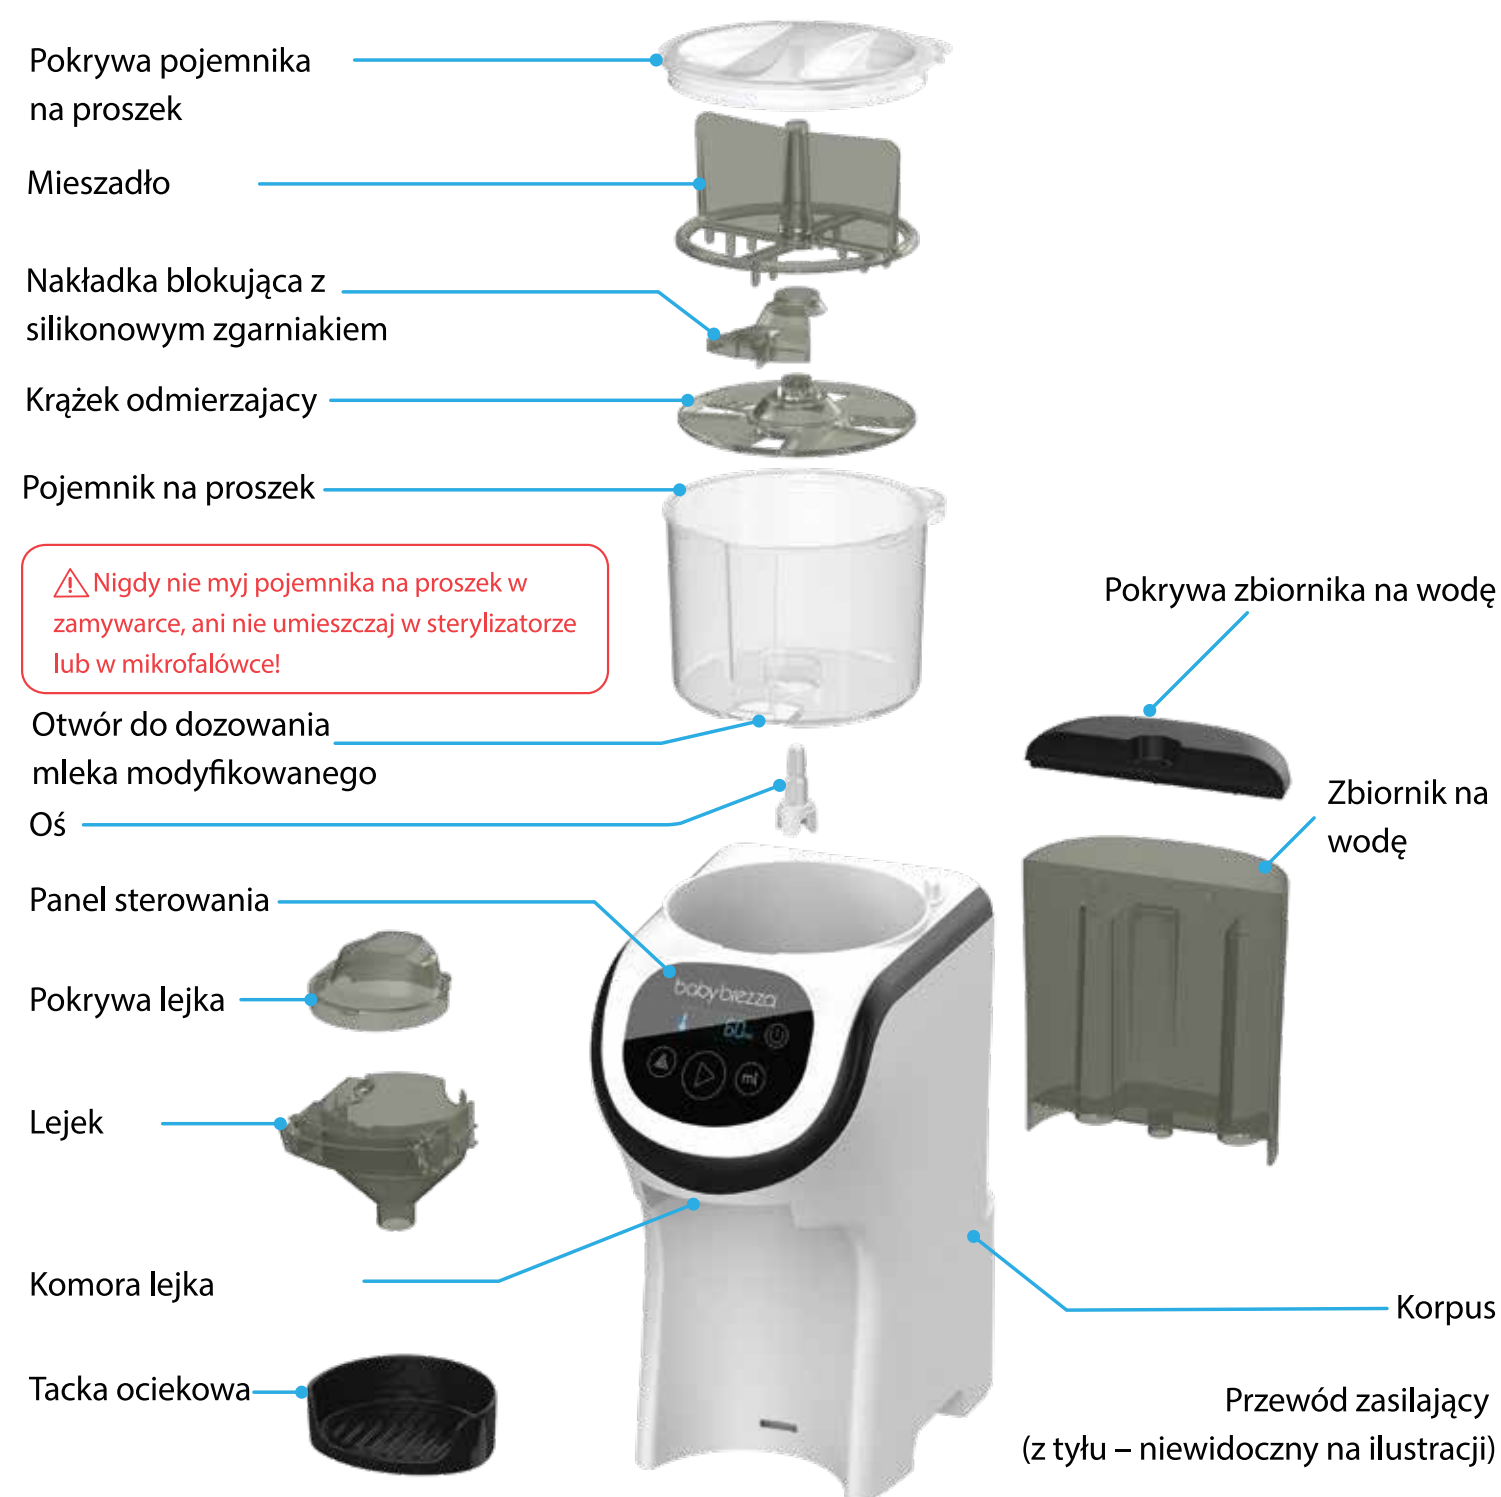 Pokrywa pojemnika
na proszek
Mieszadło
Nakładka blokująca z
silikonowym zgarniakiem
Krążek odmierzajacy
Pojemnik na proszek
⚠ Nigdy nie myj pojemnika na proszek w
zamywarce, ani nie umieszczaj w sterylizatorze
lub w mikrofalówce!
Otwór do dozowania
mleka modyfikowanego
Oś
Panel sterowania
Pokrywa lejka
Lejek
Komora lejka
Tacka ociekowa
baby brezza
60
ml
Pokrywa zbiornika na wodę
Zbiornik na
wodę
Korpus
Przewód zasilający
(z tyłu – niewidoczny na ilustracji)